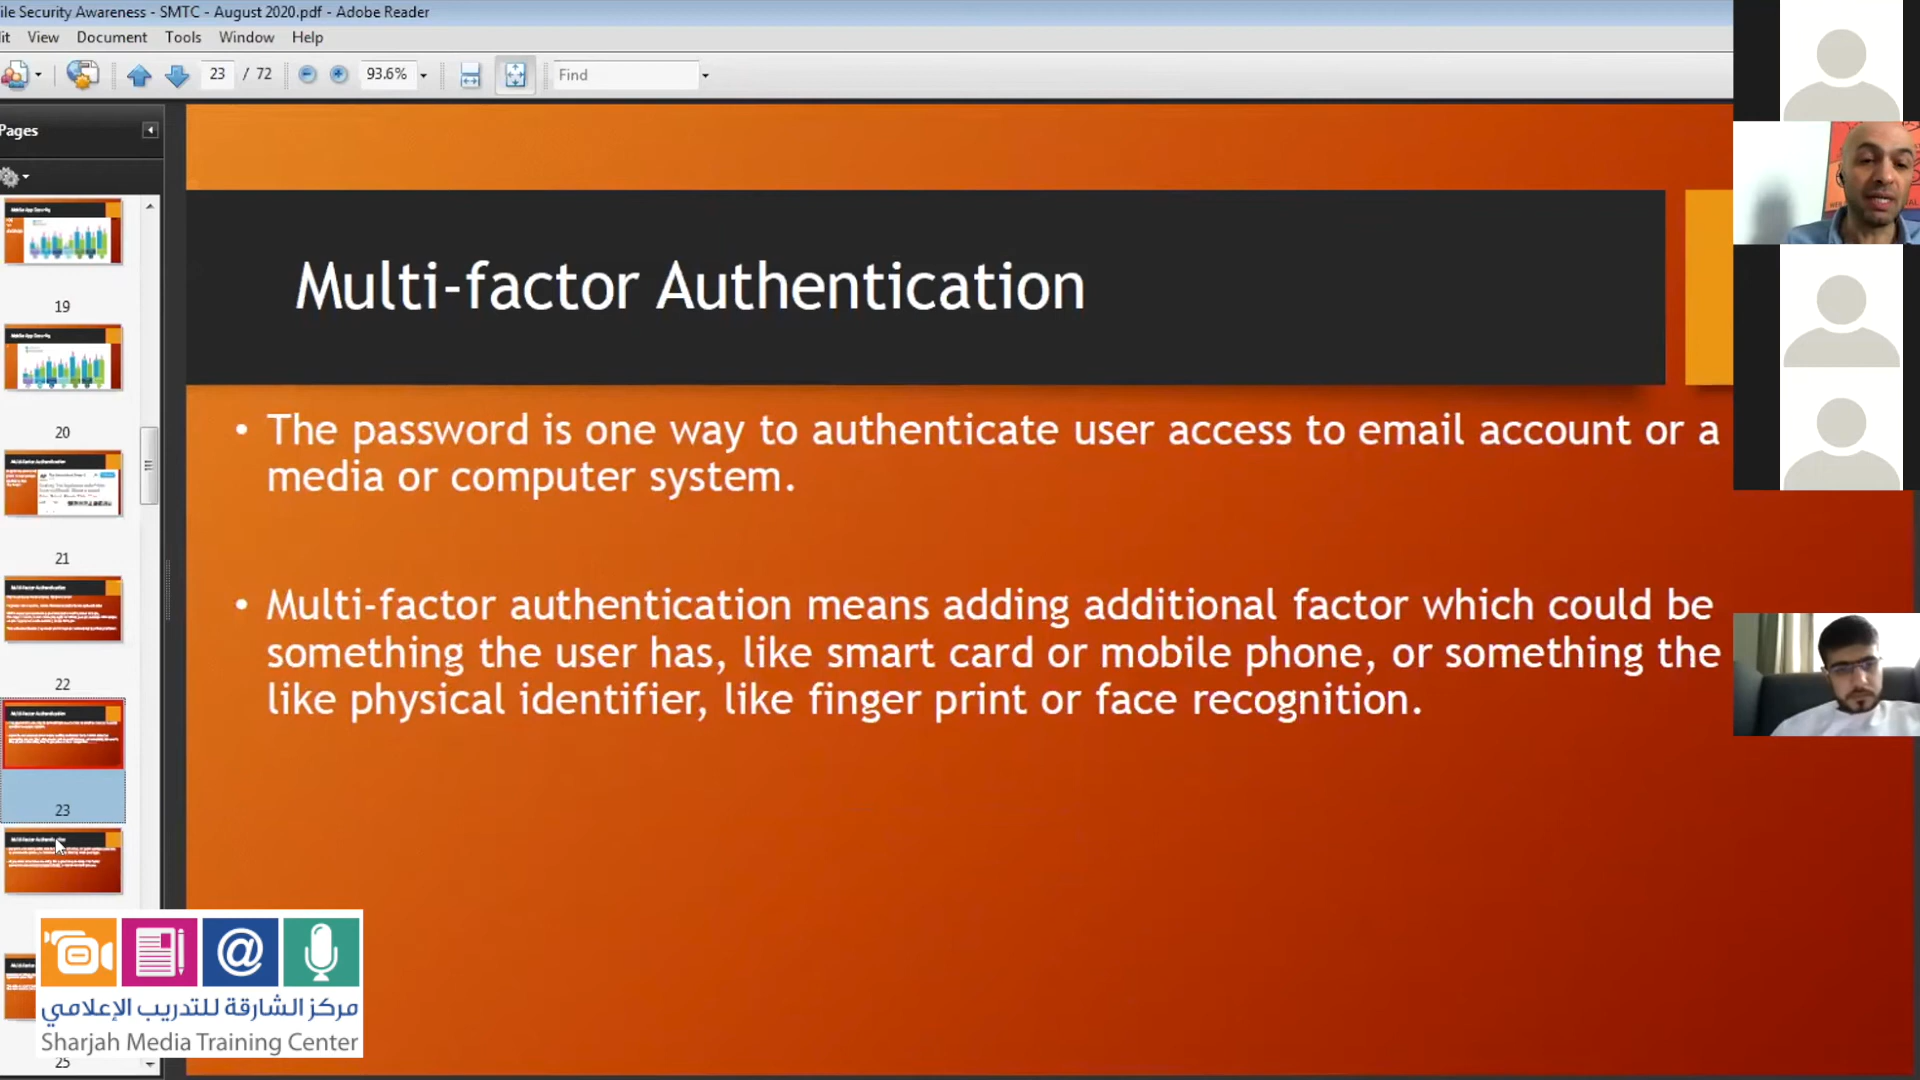 ile Security Awareness - SMTC - August 2020.pdf - Adobe Reader
it View Document Tools Window Help
23 / 72 93.6% Find
Pages
19
20
21
22
23
25
Multi-factor Authentication
• The password is one way to authenticate user access to email account or a
media or computer system.
• Multi-factor authentication means adding additional factor which could be
something the user has, like smart card or mobile phone, or something the
like physical identifier, like finger print or face recognition.
مركز الشارقة للتدريب الإعلامي
Sharjah Media Training Center